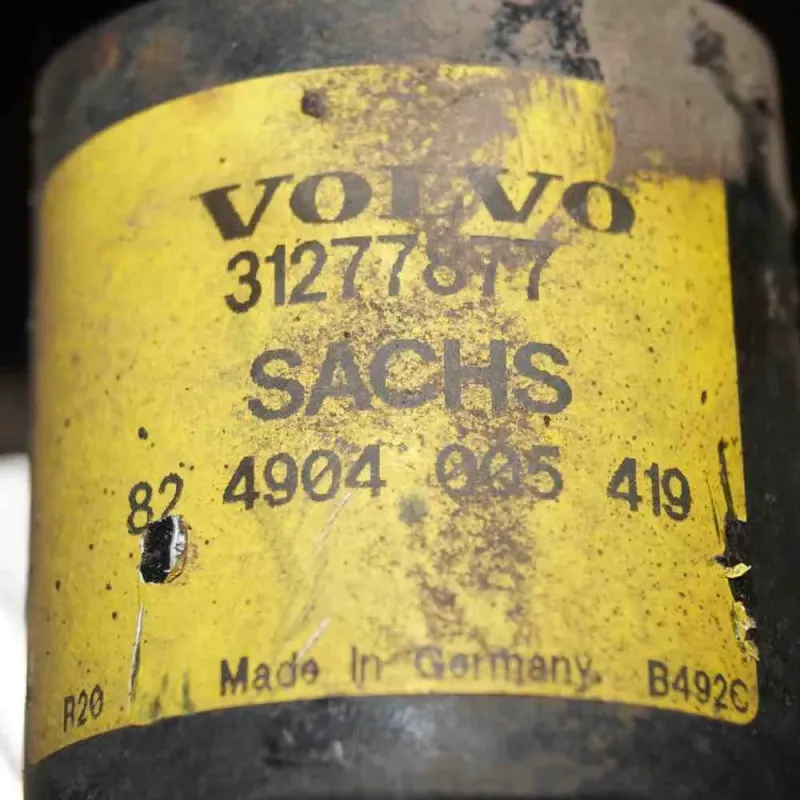 VOLVO
31277877
SACHS
82 4904 005 419
Made In Germany.
R20
B492C